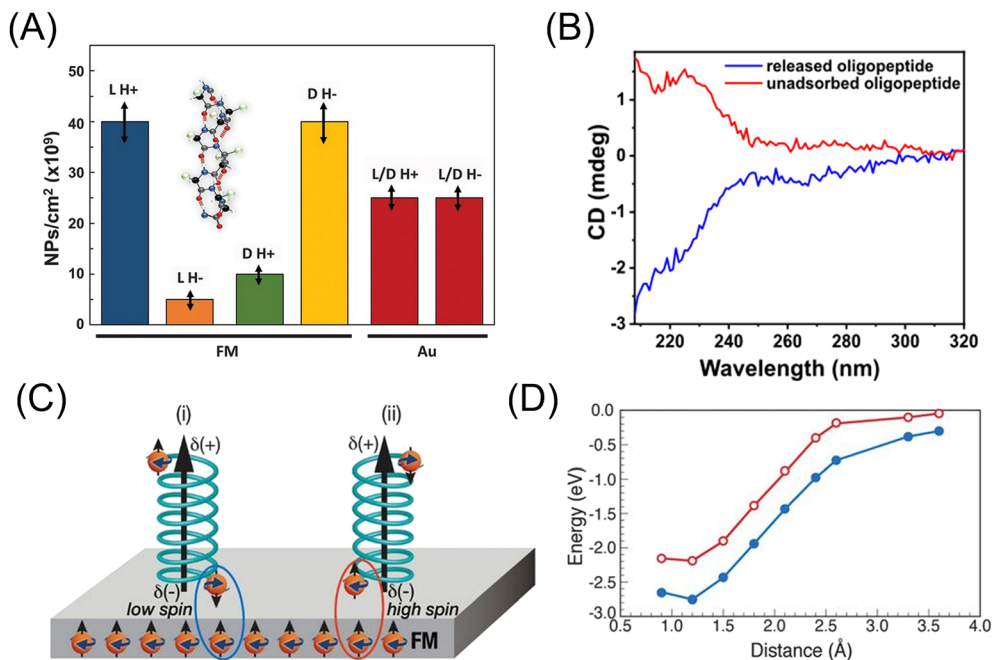 (A)
NPs/cm² (x10⁹)
50
40
30
20
10
0
L H+
L H-
D H+
D H-
L/D H+
L/D H-
FM
Au
(B)
CD (mdeg)
1
0
-1
-2
-3
released oligopeptide
unadsorbed oligopeptide
220
240
260
280
300
320
Wavelength (nm)
(C)
(i)
(ii)
δ(+)
δ(+)
δ(-)
δ(-)
low spin
high spin
FM
(D)
Energy (eV)
0.0
-0.5
-1.0
-1.5
-2.0
-2.5
-3.0
0.5
1.0
1.5
2.0
2.5
3.0
3.5
4.0
Distance (Å)